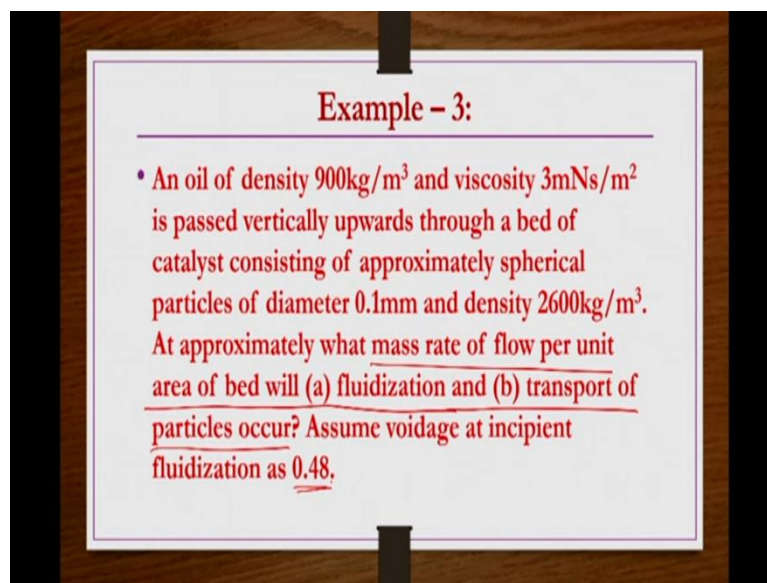 Example – 3:
• An oil of density 900kg/m³ and viscosity 3mNs/m²
is passed vertically upwards through a bed of
catalyst consisting of approximately spherical
particles of diameter 0.1mm and density 2600kg/m³.
At approximately what mass rate of flow per unit
area of bed will (a) fluidization and (b) transport of
particles occur? Assume voidage at incipient
fluidization as 0.48.